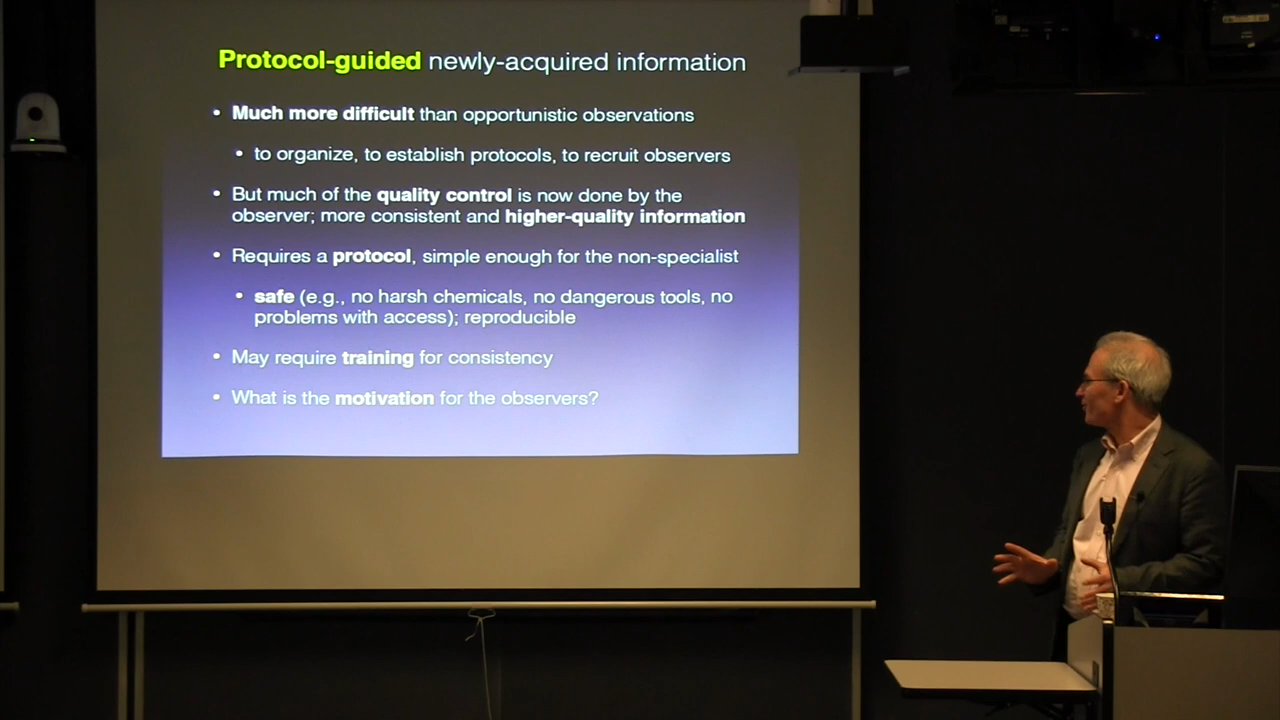 Protocol-guided newly-acquired information
• Much more difficult than opportunistic observations
• to organize, to establish protocols, to recruit observers
• But much of the quality control is now done by the
observer; more consistent and higher-quality information
• Requires a protocol, simple enough for the non-specialist
• safe (e.g., no harsh chemicals, no dangerous tools, no
problems with access); reproducible
• May require training for consistency
• What is the motivation for the observers?